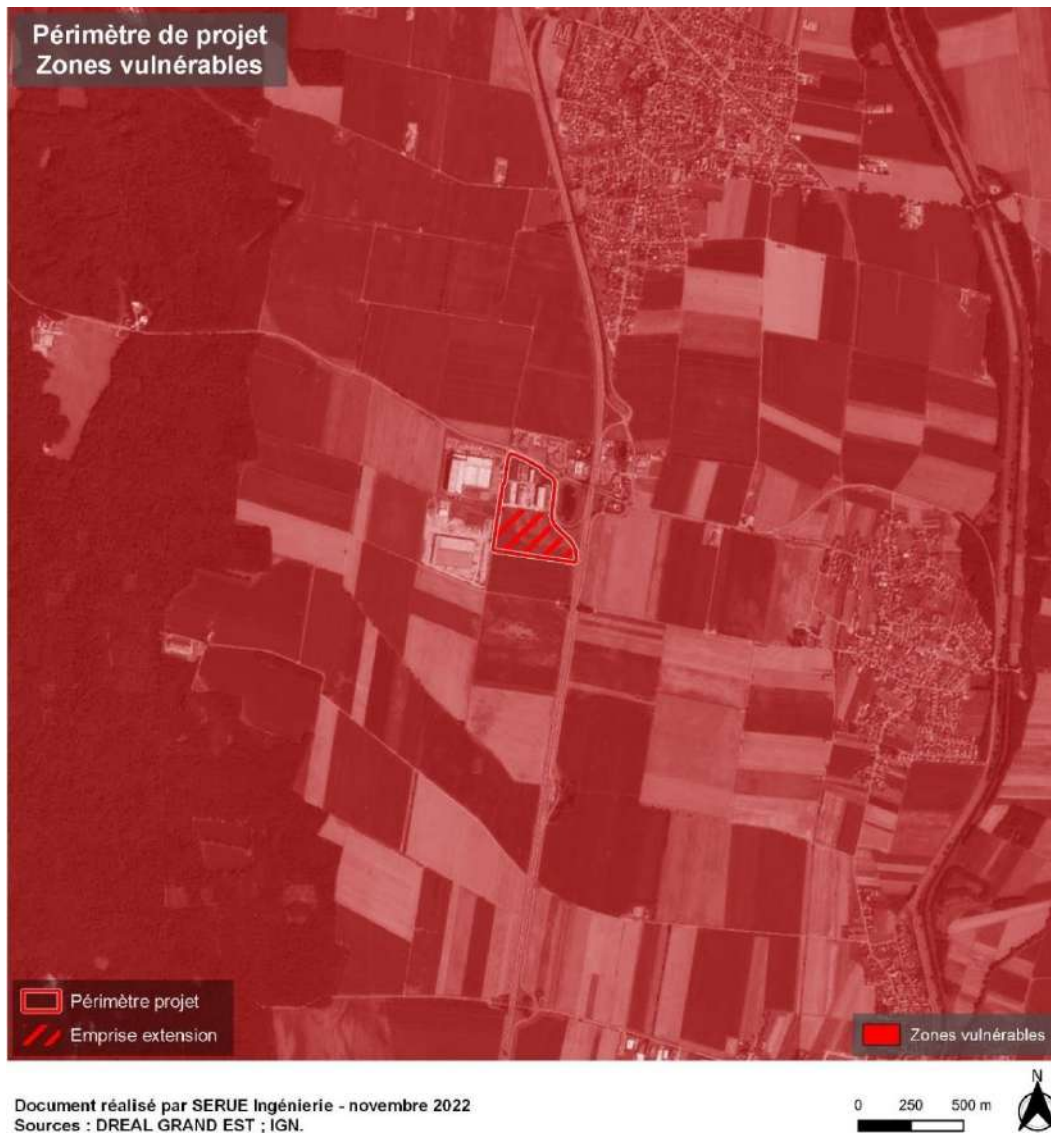 Périmètre de projet
Zones vulnérables
Périmètre projet
Emprise extension
Zones vulnérables
Document réalisé par SERUE Ingénierie - novembre 2022
Sources : DREAL GRAND EST ; IGN.
0 250 500 m
N